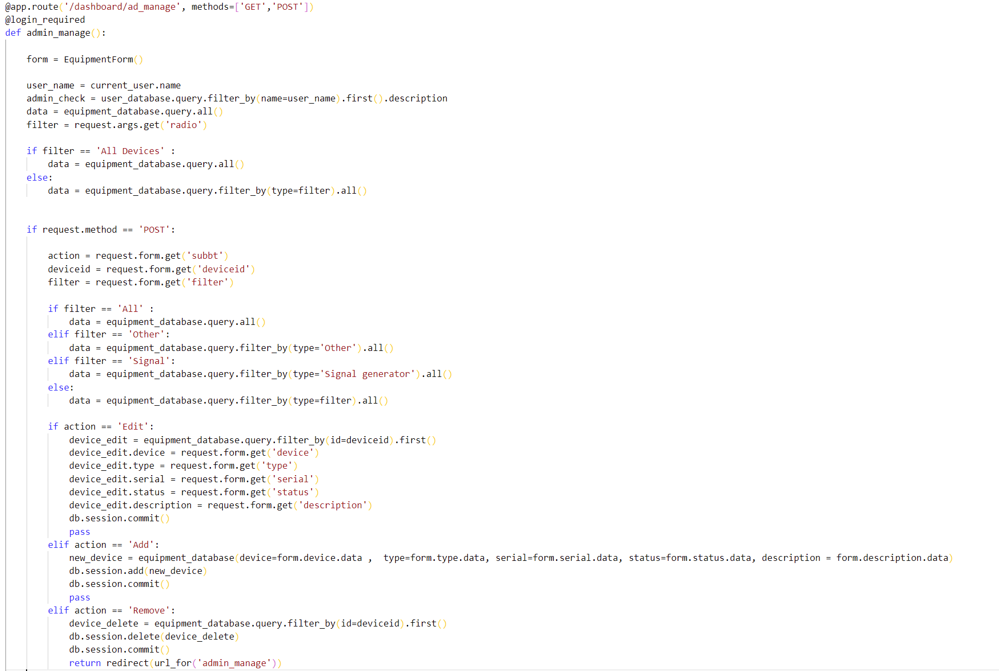 @app.route('/dashboard/ad_manage', methods=['GET','POST'])
@login_required
def admin_manage():
form = EquipmentForm()
user_name = current_user.name
admin_check = user_database.query.filter_by(name=user_name).first().description
data = equipment_database.query.all()
filter = request.args.get('radio')
if filter == 'All Devices' :
data = equipment_database.query.all()
else:
data = equipment_database.query.filter_by(type=filter).all()
if request.method == 'POST':
action = request.form.get('subbt')
deviceid = request.form.get('deviceid')
filter = request.form.get('filter')
if filter == 'All' :
data = equipment_database.query.all()
elif filter == 'Other':
data = equipment_database.query.filter_by(type='Other').all()
elif filter == 'Signal':
data = equipment_database.query.filter_by(type='Signal generator').all()
else:
data = equipment_database.query.filter_by(type=filter).all()
if action == 'Edit':
device_edit = equipment_database.query.filter_by(id=deviceid).first()
device_edit.device = request.form.get('device')
device_edit.type = request.form.get('type')
device_edit.serial = request.form.get('serial')
device_edit.status = request.form.get('status')
device_edit.description = request.form.get('description')
db.session.commit()
pass
elif action == 'Add':
new_device = equipment_database(device=form.device.data ,  type=form.type.data, serial=form.serial.data, status=form.status.data, description = form.description.data)
db.session.add(new_device)
db.session.commit()
pass
elif action == 'Remove':
device_delete = equipment_database.query.filter_by(id=deviceid).first()
db.session.delete(device_delete)
db.session.commit()
return redirect(url_for('admin_manage'))